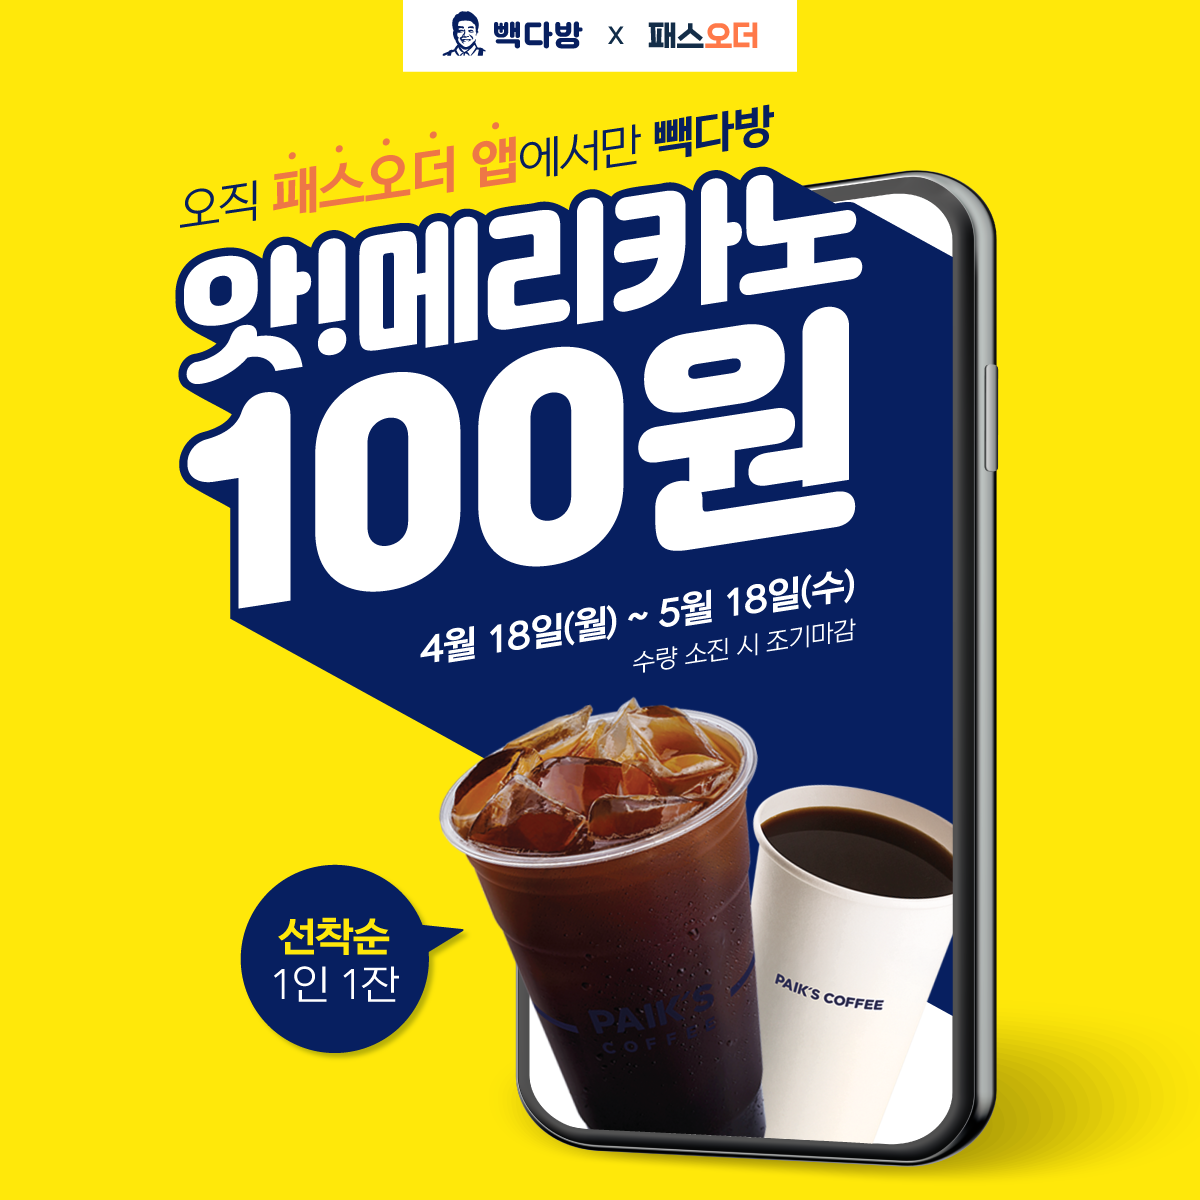 빽다방 x 패스오더
오직 패스오더 앱에서만 빽다방
앗!메리카노
100원
4월 18일(월) ~ 5월 18일(수)
수량 소진 시 조기마감
선착순
1인 1잔
PAIK'S
COFFEE
PAIK'S COFFEE